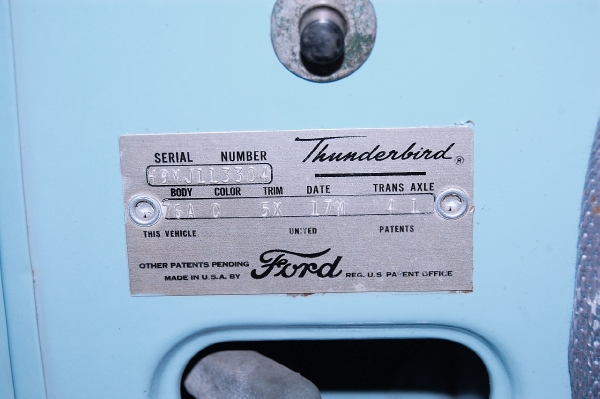 SERIAL NUMBER Thunderbird ®
J113304
BODY COLOR TRIM DATE TRANS AXLE
76A 5X 17M 4 1
THIS VEHICLE UNITED PATENTS
OTHER PATENTS PENDING
MADE IN U.S.A. BY Ford REG. U.S PATENT OFFICE